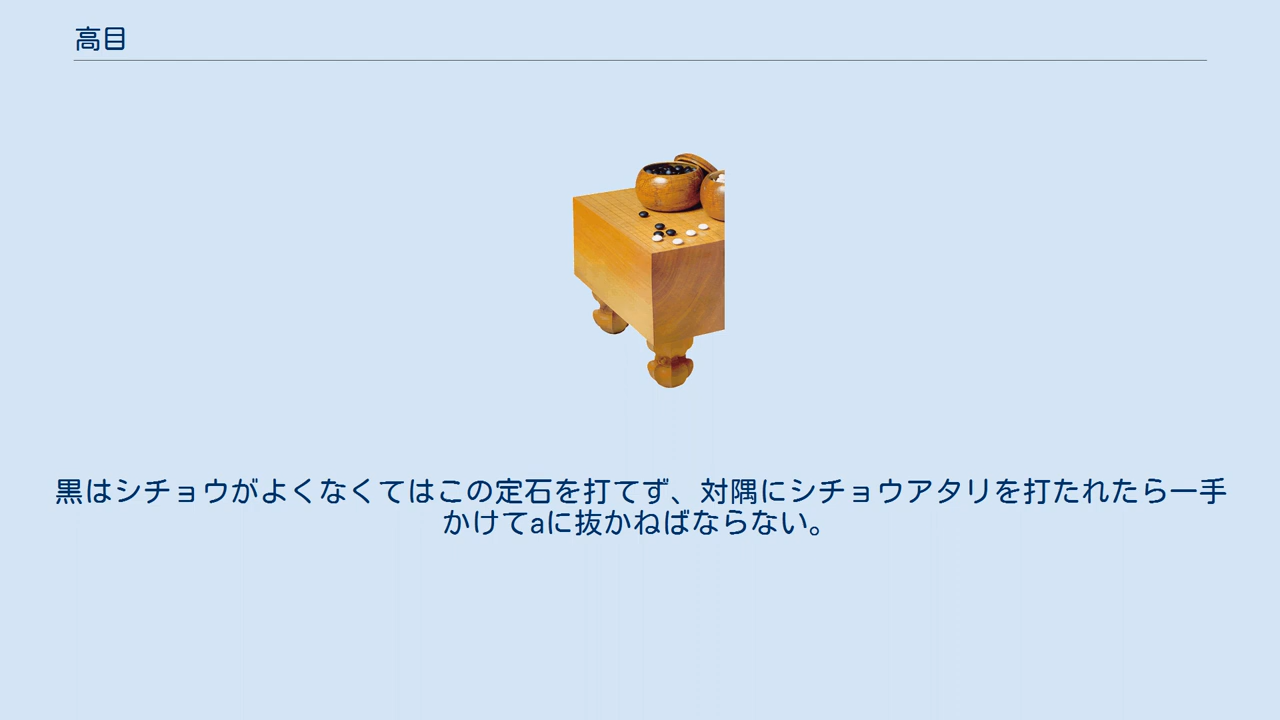 高目
黒はシチョウがよくなくてはこの定石を打てず、対隅にシチョウアタリを打たれたら一手
かけてaに抜かねばならない。